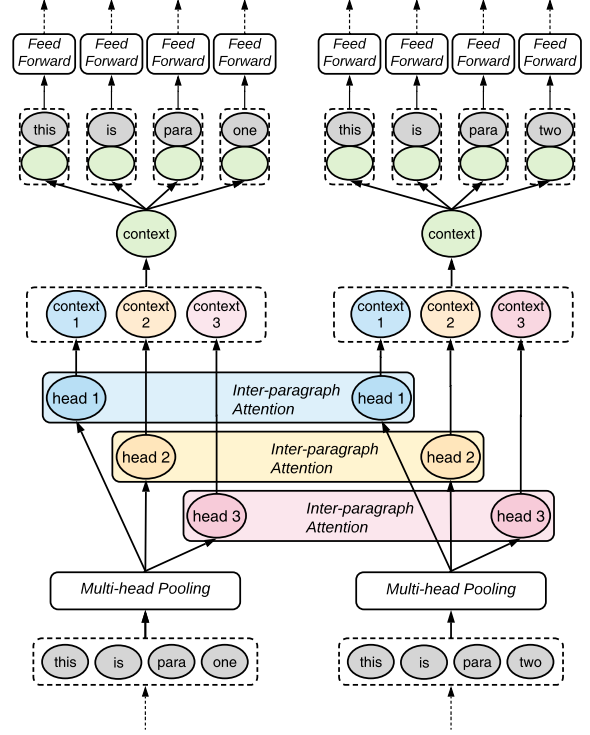 Feed Forward
Feed Forward
Feed Forward
Feed Forward
Feed Forward
Feed Forward
Feed Forward
Feed Forward
this is para one
this is para two
context
context
context 1
context 2
context 3
context 1
context 2
context 3
head 1
Inter-paragraph
Attention
head 1
head 2
Inter-paragraph
Attention
head 2
head 3
Inter-paragraph
Attention
head 3
Multi-head Pooling
Multi-head Pooling
this is para one
this is para two